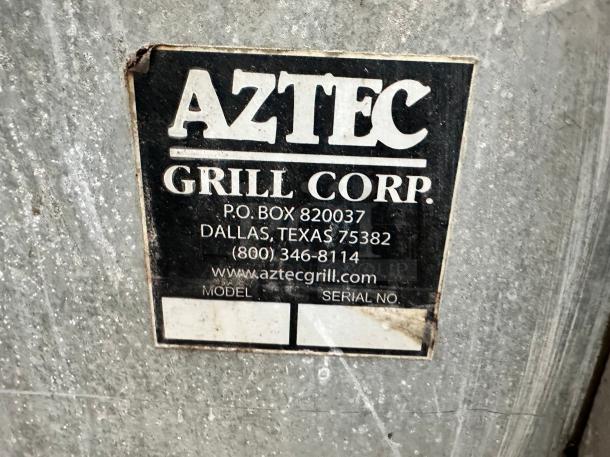 AZTEC
GRILL CORP.
P.O. BOX 820037
DALLAS, TEXAS 75382
(800) 346-8114
www.aztecgrill.com
MODEL SERIAL NO.